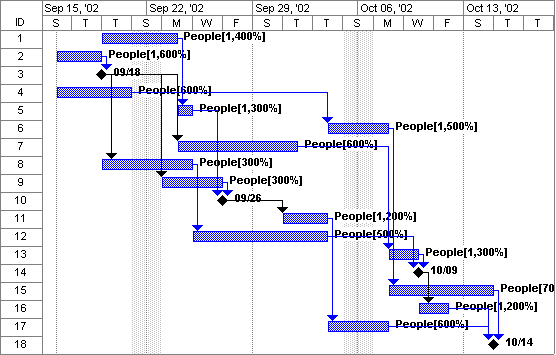 Sep 15, '02 Sep 22, '02 Sep 29, '02 Oct 06, '02 Oct 13, '02
ID S T T S M W F S T T S M W F S T T
1 People[1,400%]
2 People[1,600%]
3 09/18
4 People[600%]
5 People[1,300%]
6 People[1,500%]
7 People[600%]
8 People[300%]
9 People[300%]
10 09/26
11 People[1,200%]
12 People[500%]
13 People[1,300%]
14 10/09
15 People[70
16 People[1,200%]
17 People[600%]
18 10/14